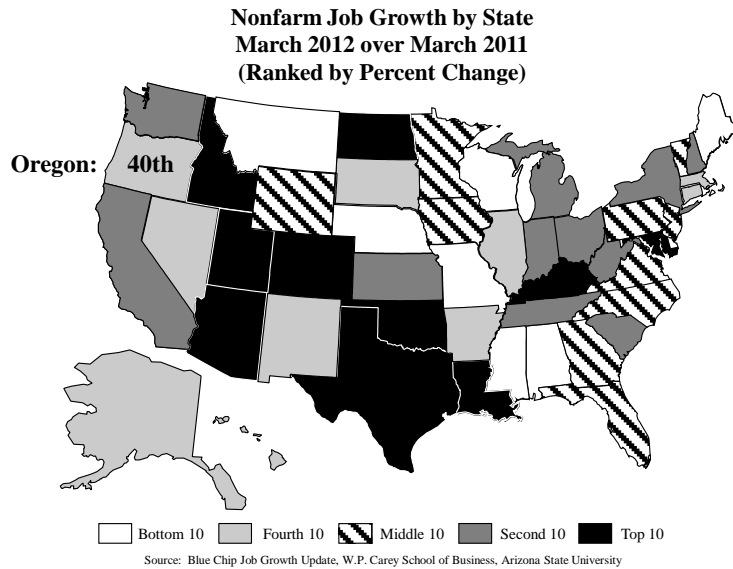 Nonfarm Job Growth by State
March 2012 over March 2011
(Ranked by Percent Change)
Oregon: 40th
Bottom 10 Fourth 10 Middle 10 Second 10 Top 10
Source: Blue Chip Job Growth Update, W.P. Carey School of Business, Arizona State University